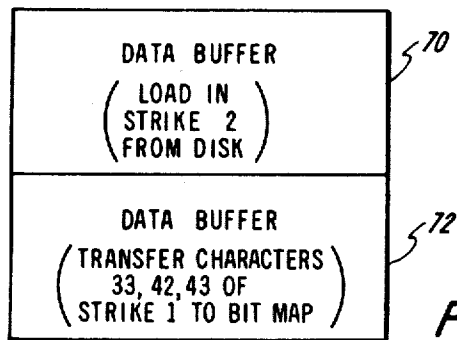 DATA BUFFER
(LOAD IN
STRIKE 2
FROM DISK)
70
DATA BUFFER
(TRANSFER CHARACTERS
33, 42, 43 OF
STRIKE 1 TO BIT MAP)
72
F